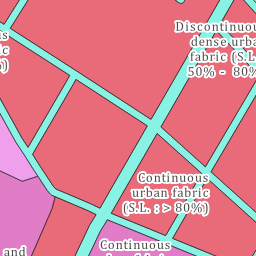 Discontinuous
dense urban
fabric (S.L.
50% - 80%
%)
Continuous
urban fabric
(S.L. : > 80%)
Continuous
and